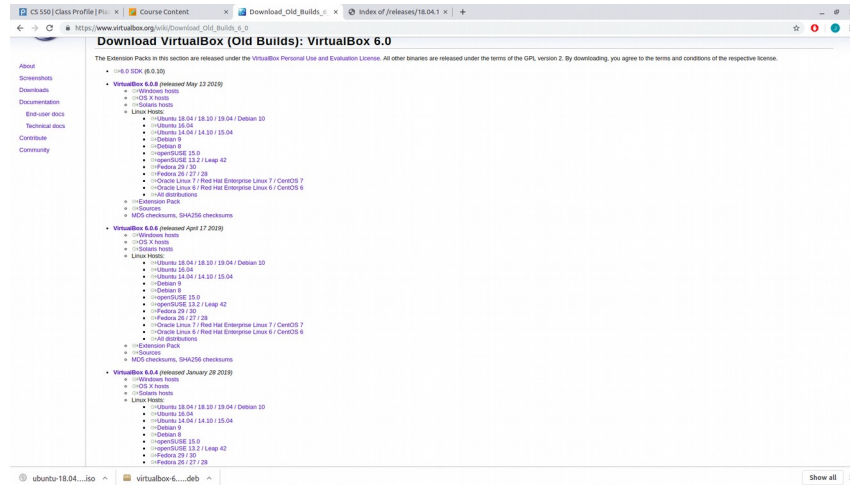 CS 550 | Class Profile | Piaz
Course Content
Download_Old_Builds_6_
Index of /releases/18.04.1
https://www.virtualbox.org/wiki/Download_Old_Builds_6_0
Download VirtualBox (Old Builds): VirtualBox 6.0
The Extension Packs in this section are released under the VirtualBox Personal Use and Evaluation License. All other binaries are released under the terms of the GPL version 2. By downloading, you agree to the terms and conditions of the respective license.
About
Screenshots
Downloads
Documentation
End-user docs
Technical docs
Contribute
Community
6.0 SDK (6.0.10)
VirtualBox 6.0.8 (released May 13 2019)
Windows hosts
OS X hosts
Solaris hosts
Linux Hosts:
Ubuntu 18.04 / 18.10 / 19.04 / Debian 10
Ubuntu 16.04
Ubuntu 14.04 / 14.10 / 15.04
Debian 9
Debian 8
openSUSE 15.0
openSUSE 13.2 / Leap 42
Fedora 29 / 30
Fedora 26 / 27 / 28
Oracle Linux 7 / Red Hat Enterprise Linux 7 / CentOS 7
Oracle Linux 6 / Red Hat Enterprise Linux 6 / CentOS 6
All distributions
Extension Pack
Sources
MD5 checksums, SHA256 checksums
VirtualBox 6.0.6 (released April 17 2019)
Windows hosts
OS X hosts
Solaris hosts
Linux Hosts:
Ubuntu 18.04 / 18.10 / 19.04 / Debian 10
Ubuntu 16.04
Ubuntu 14.04 / 14.10 / 15.04
Debian 9
Debian 8
openSUSE 15.0
openSUSE 13.2 / Leap 42
Fedora 29 / 30
Fedora 26 / 27 / 28
Oracle Linux 7 / Red Hat Enterprise Linux 7 / CentOS 7
Oracle Linux 6 / Red Hat Enterprise Linux 6 / CentOS 6
All distributions
Extension Pack
Sources
MD5 checksums, SHA256 checksums
VirtualBox 6.0.4 (released January 28 2019)
Windows hosts
OS X hosts
Solaris hosts
Linux Hosts:
Ubuntu 18.04 / 18.10 / 19.04 / Debian 10
Ubuntu 16.04
Ubuntu 14.04 / 14.10 / 15.04
Debian 9
Debian 8
openSUSE 15.0
openSUSE 13.2 / Leap 42
Fedora 29 / 30
Fedora 26 / 27 / 28
ubuntu-18.04....iso
virtualbox-6.....deb
Show all